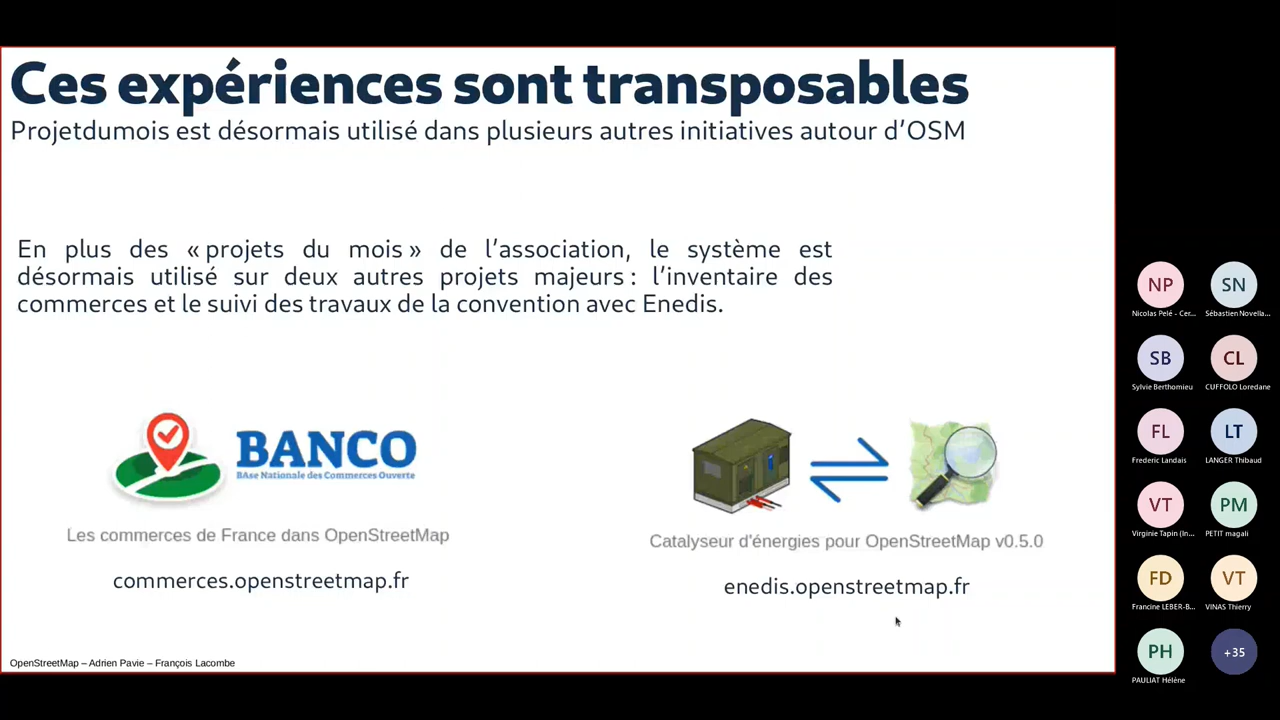 Ces expériences sont transposables
Projetdumois est désormais utilisé dans plusieurs autres initiatives autour d’OSM
En plus des « projets du mois » de l’association, le système est
désormais utilisé sur deux autres projets majeurs : l’inventaire des
commerces et le suivi des travaux de la convention avec Enedis.
BANCO
BAse Nationale des Commerces Ouverte
Les commerces de France dans OpenStreetMap
commerces.openstreetmap.fr
Catalyseur d'énergies pour OpenStreetMap v0.5.0
enedis.openstreetmap.fr
OpenStreetMap – Adrien Pavie – François Lacombe
NP
Nicolas Pelé - Cer...
SN
Sébastien Novella...
SB
Sylvie Berthomieu
CL
CUFFOLO Loredane
FL
Frederic Landais
LT
LANGER Thibaud
VT
Virginie Tapin (In...
PM
PETIT magali
FD
Francine LEBER-B...
VT
VINAS Thierry
PH
PAULIAT Hélène
+35